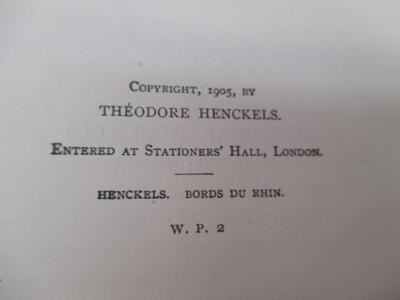 Copyright, 1905, by
THÉODORE HENCKELS.
Entered at Stationers' Hall, London.
HENCKELS. BORDS DU RHIN.
W. P. 2